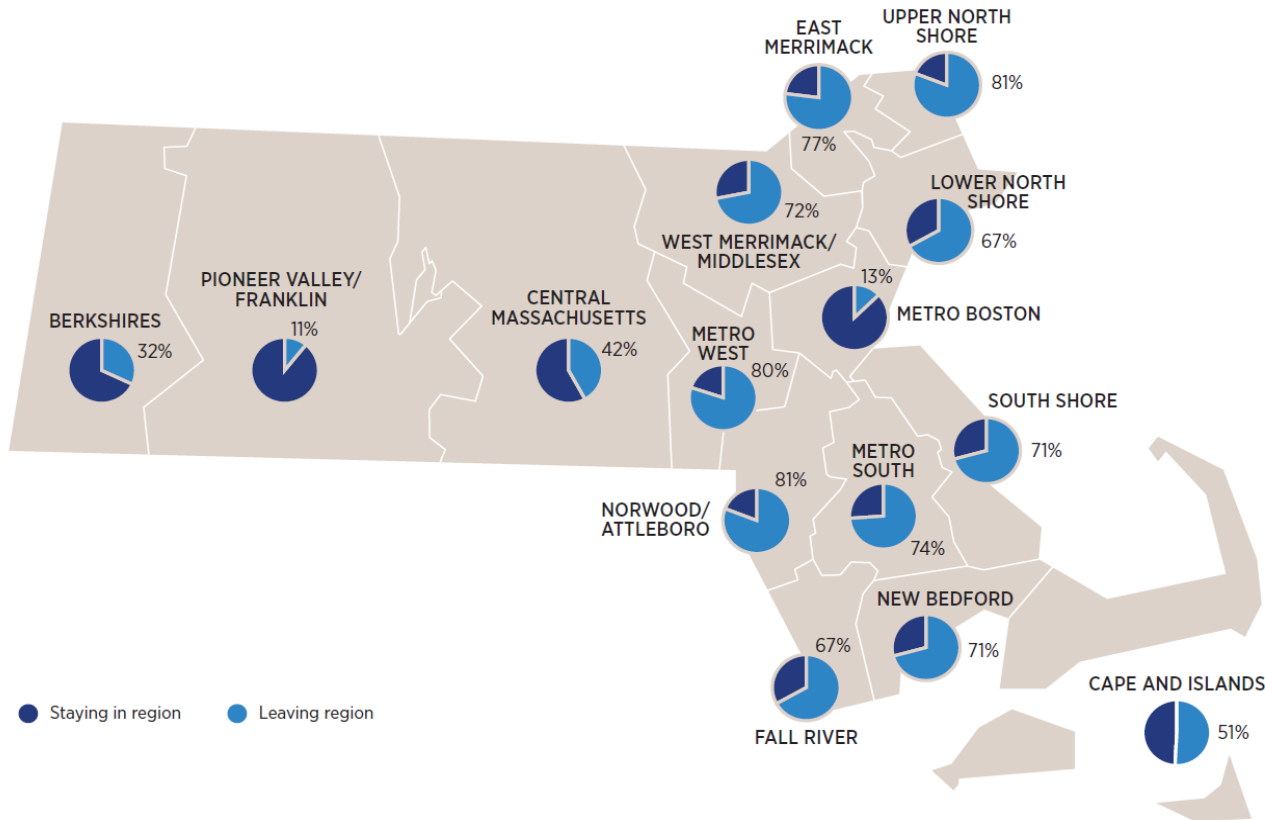 EAST
MERRIMACK
77%
UPPER NORTH
SHORE
81%
72%
WEST MERRIMACK/
MIDDLESEX
LOWER NORTH
SHORE
67%
13%
METRO BOSTON
BERKSHIRES
32%
PIONEER VALLEY/
FRANKLIN
11%
CENTRAL
MASSACHUSETTS
42%
METRO
WEST
80%
SOUTH SHORE
71%
METRO
SOUTH
74%
81%
NORWOOD/
ATTLEBORO
NEW BEDFORD
71%
67%
FALL RIVER
CAPE AND ISLANDS
51%
Staying in region
Leaving region